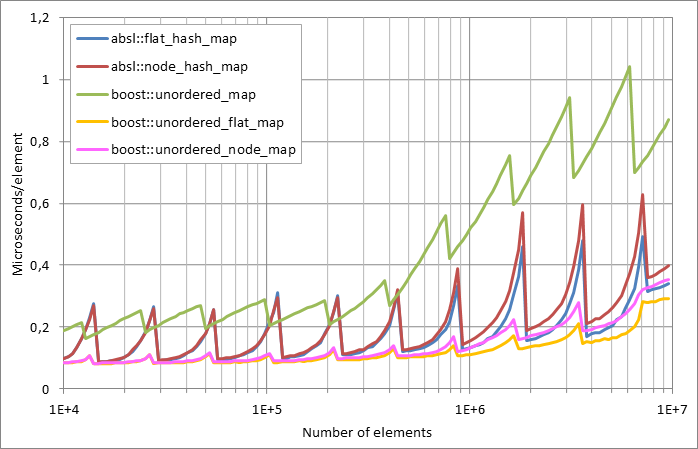 1,2
1
0,8
0,6
0,4
0,2
0
Microseconds/element
absl::flat_hash_map
absl::node_hash_map
boost::unordered_map
boost::unordered_flat_map
boost::unordered_node_map
1E+4 1E+5 1E+6 1E+7
Number of elements